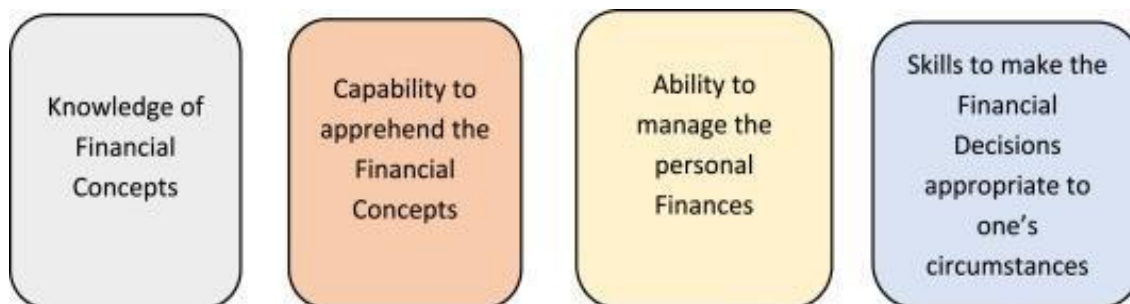 Knowledge of
Financial
Concepts
Capability to
apprehend the
Financial
Concepts
Ability to
manage the
personal
Finances
Skills to make the
Financial
Decisions
appropriate to
one's
circumstances